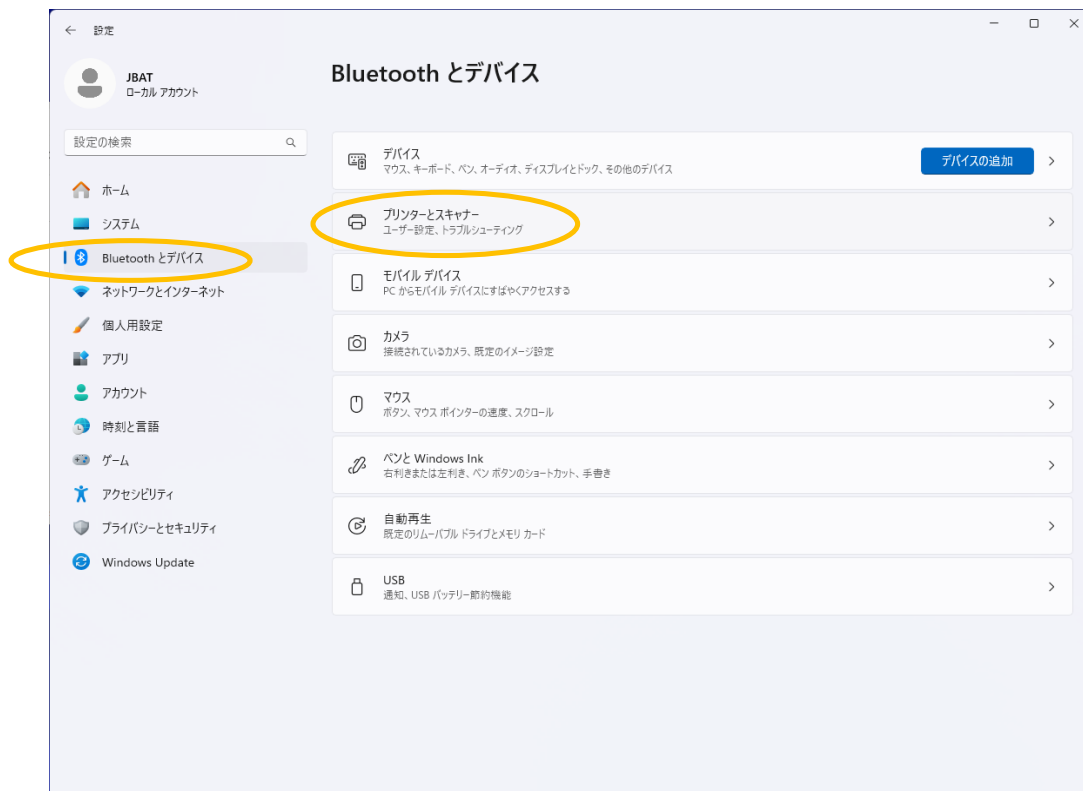 設定
JBAT
ローカル アカウント
設定の検索
ホーム
システム
Bluetooth とデバイス
ネットワークとインターネット
個人用設定
アプリ
アカウント
時刻と言語
ゲーム
アクセシビリティ
プライバシーとセキュリティ
Windows Update
Bluetooth とデバイス
デバイス
マウス、キーボード、ペン、オーディオ、ディスプレイとドック、その他のデバイス
デバイスの追加
プリンターとスキャナー
ユーザー設定、トラブルシューティング
モバイル デバイス
PC からモバイル デバイスにすばやくアクセスする
カメラ
接続されているカメラ、既定のイメージ設定
マウス
ボタン、マウス ポインターの速度、スクロール
ペンと Windows Ink
右利きまたは左利き、ペン ボタンのショートカット、手書き
自動再生
既定のリムーバブル ドライブとメモリ カード
USB
通知、USB バッテリー節約機能